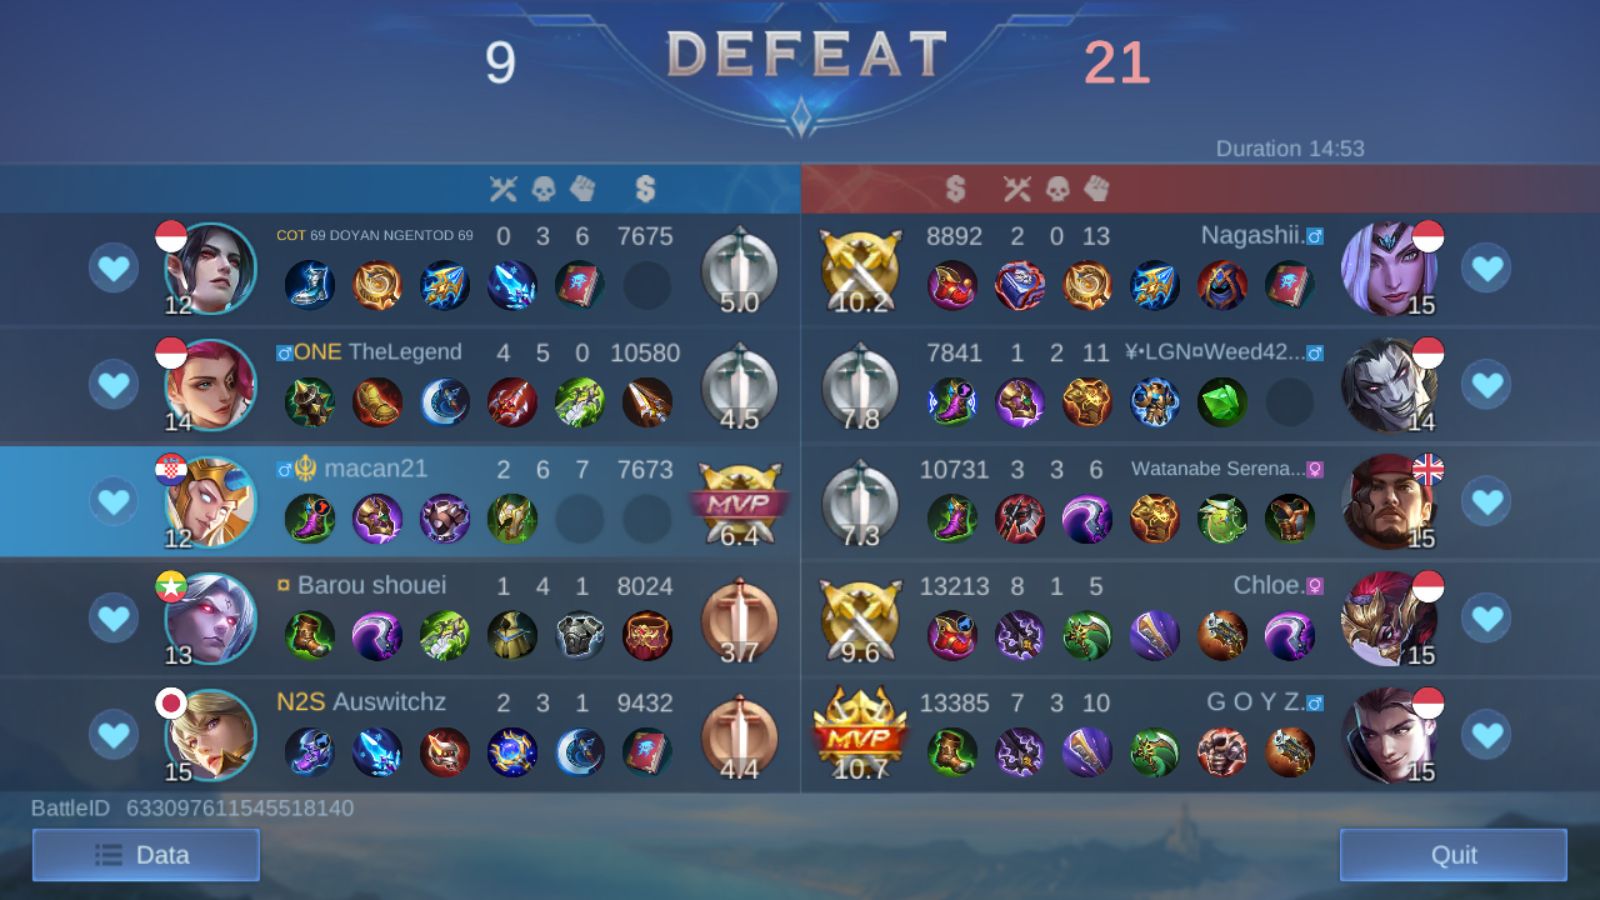 9 DEFEAT 21
Duration 14:53
COT 69 DOYAN NGENTOD 69 0 3 6 7675
12 5.0
10.2 8892 2 0 13 Nagashii. 15
ONE TheLegend 4 5 0 10580
14 4.5
7.8 7841 1 2 11 ¥•LGN¤Weed42... 14
macan21 2 6 7 7673
12 MVP 6.4
7.3 10731 3 3 6 Watanabe Serena... 15
¤ Barou shouei 1 4 1 8024
13 3.7
9.6 13213 8 1 5 Chloe. 15
N2S Auswitchz 2 3 1 9432
15 4.4
MVP 10.7 13385 7 3 10 G O Y Z. 15
BattleID 633097611545518140
Data
Quit